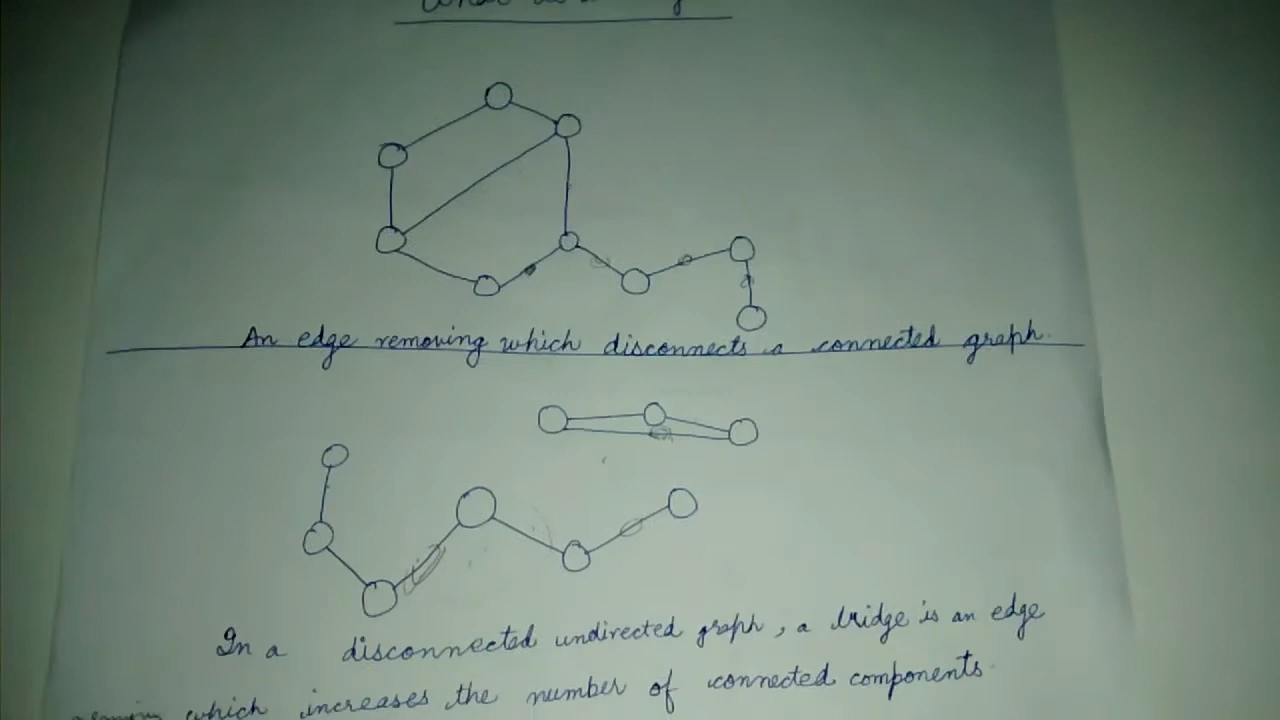 An edge removing which disconnects a connected graph.
In a disconnected undirected graph, a bridge is an edge
which increases the number of connected components.